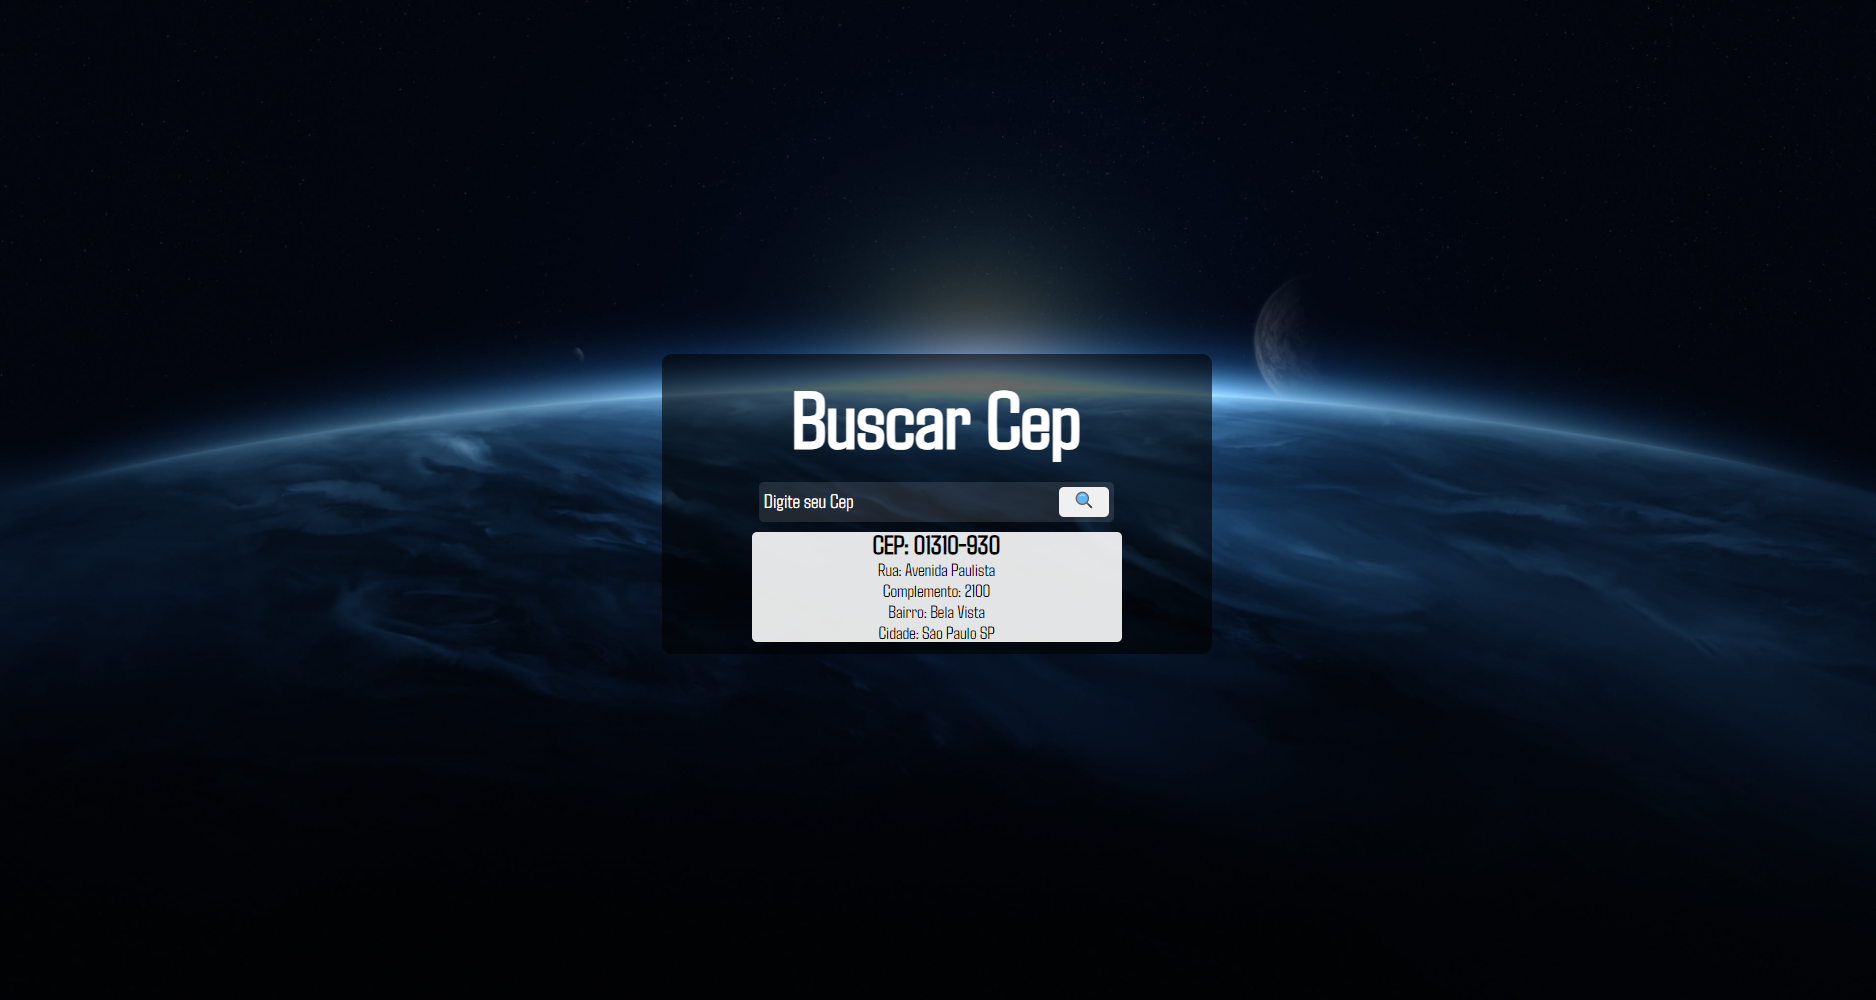 Buscar Cep
Digite seu Cep
CEP: 01310-930
Rua: Avenida Paulista
Complemento: 2100
Bairro: Bela Vista
Cidade: São Paulo SP